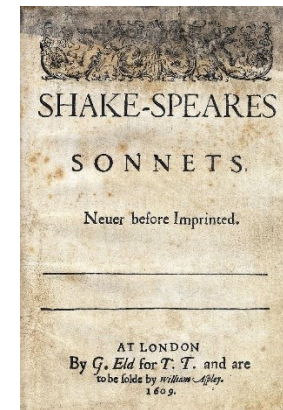 SHAKE-SPEARES
SONNETS.
Neuer before Imprinted.
AT LONDON
By G. Eld for T. T. and are
to be solde by William Aspley.
1609.